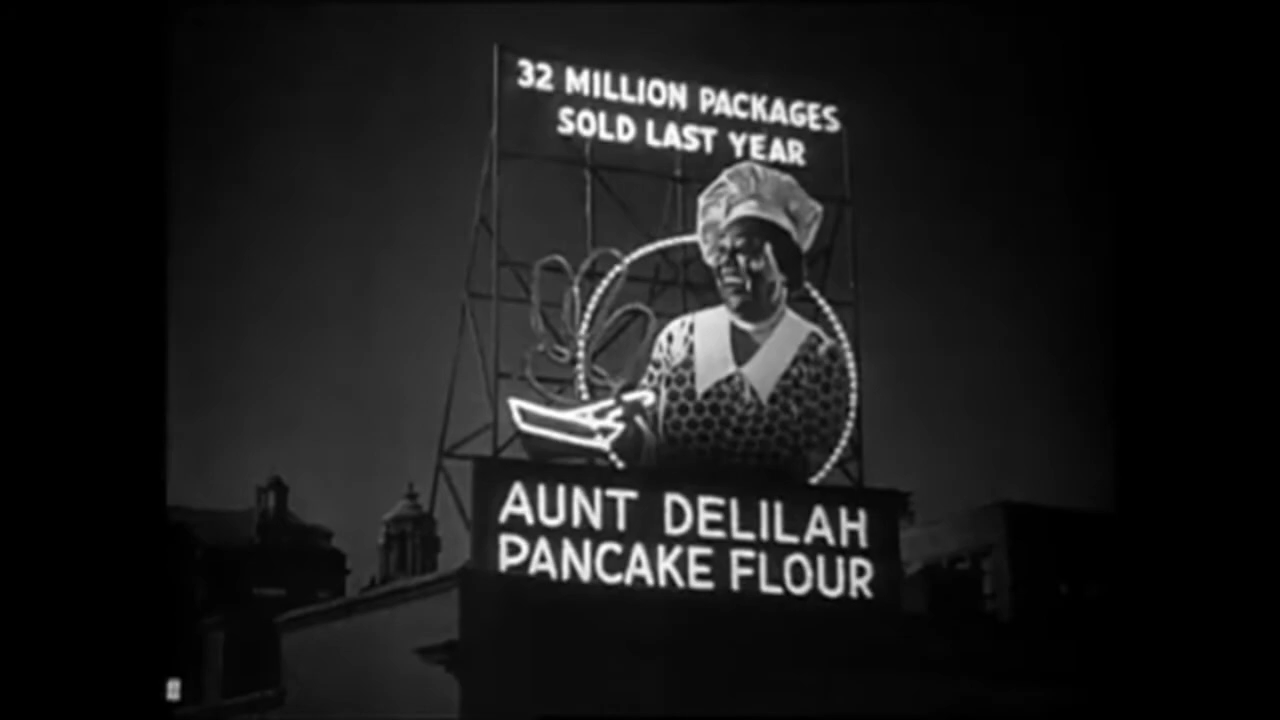 32 MILLION PACKAGES
SOLD LAST YEAR
AUNT DELILAH
PANCAKE FLOUR